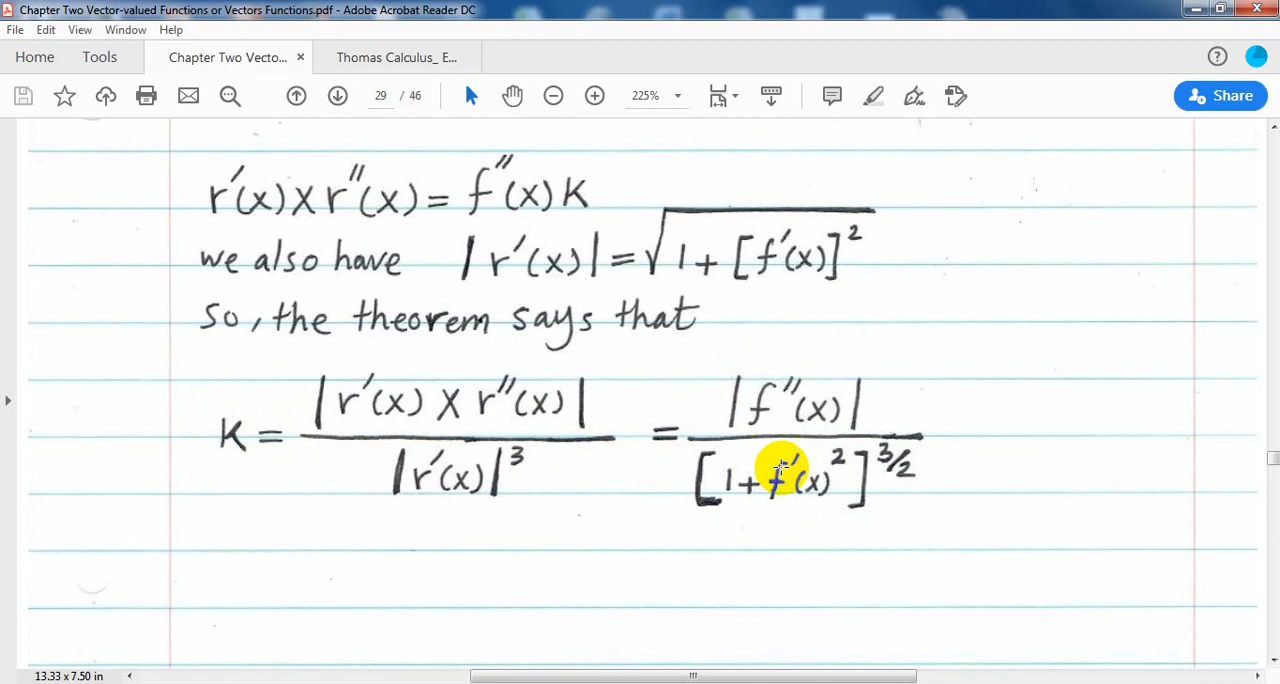 Chapter Two Vector-valued Functions or Vectors Functions.pdf - Adobe Acrobat Reader DC
File Edit View Window Help
Home Tools Chapter Two Vecto... × Thomas Calculus_ E...
29 / 46 225% Share
r′(x) X r″(x) = f″(x) K
we also have |r′(x)| = √1 + [f′(x)]²
So, the theorem says that
K = |r′(x) X r″(x)| / |r′(x)|³ = |f″(x)| / [1 + f′(x)²]^3/2
13.33 x 7.50 in